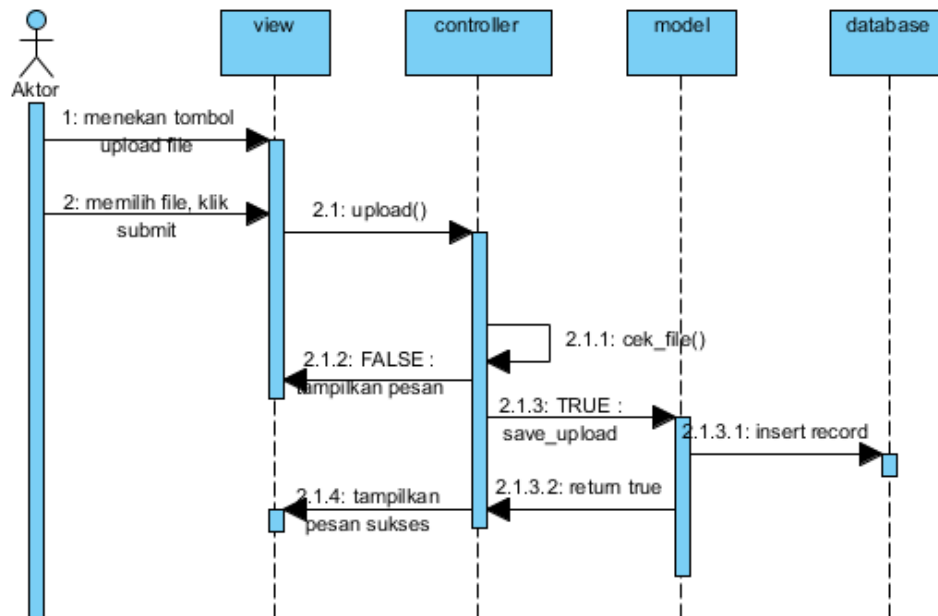 view
controller
model
database
Aktor
1: menekan tombol
upload file
2: memilih file, klik
submit
2.1: upload()
2.1.1: cek_file()
2.1.2: FALSE :
tampilkan pesan
2.1.3: TRUE :
save_upload
2.1.3.1: insert record
2.1.3.2: return true
2.1.4: tampilkan
pesan sukses